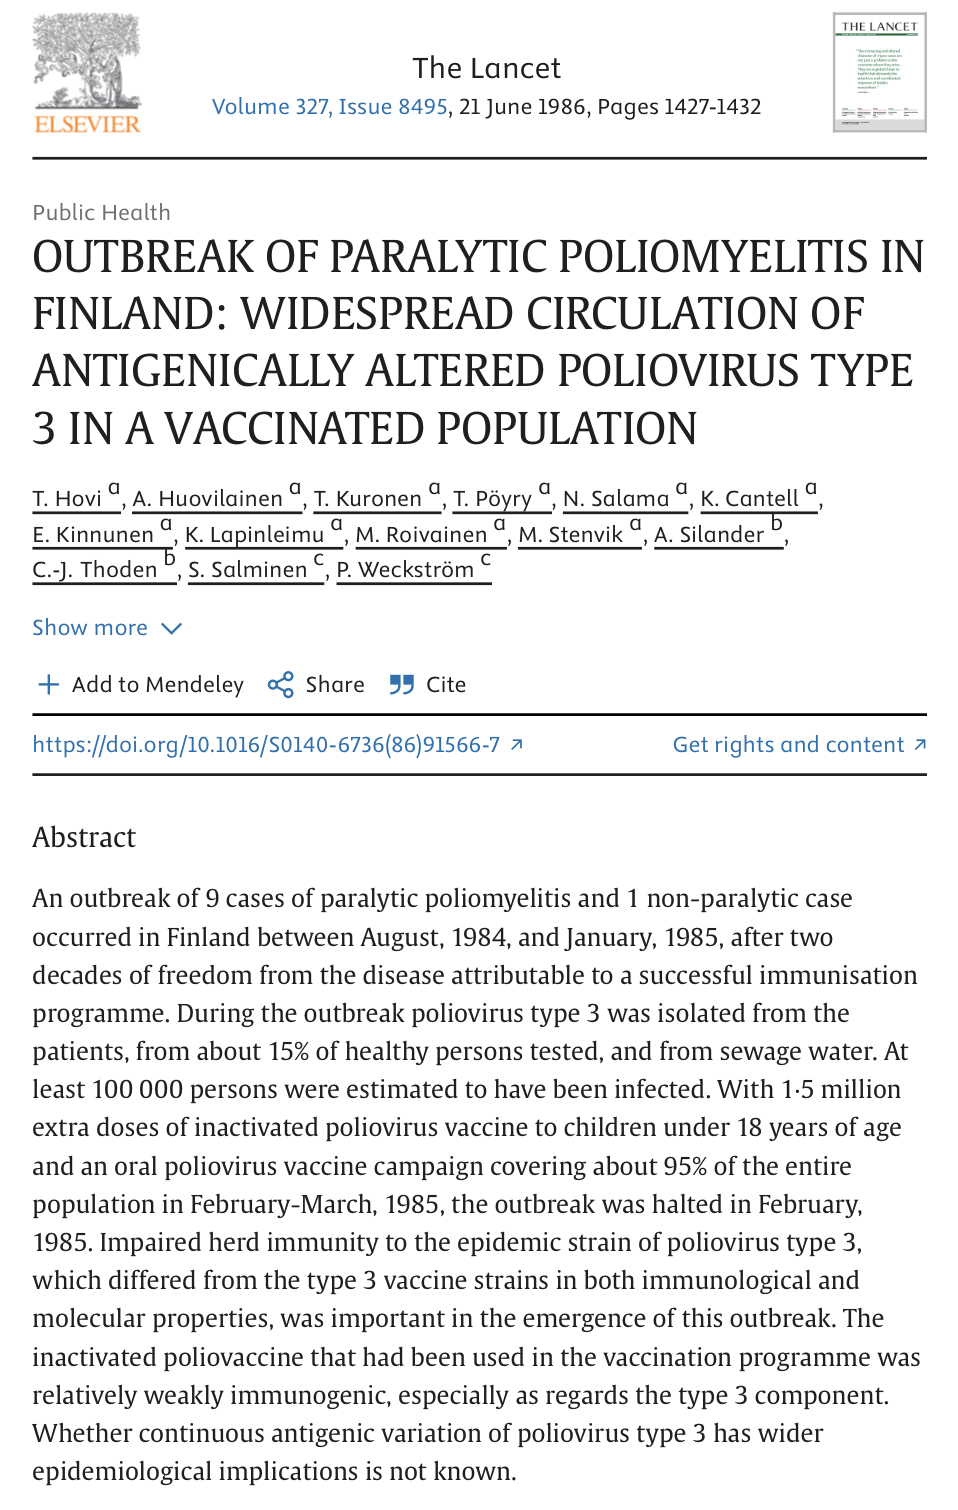 ELSEVIER
The Lancet
Volume 327, Issue 8495, 21 June 1986, Pages 1427-1432
THE LANCET
Public Health
OUTBREAK OF PARALYTIC POLIOMYELITIS IN
FINLAND: WIDESPREAD CIRCULATION OF
ANTIGENICALLY ALTERED POLIOVIRUS TYPE
3 IN A VACCINATED POPULATION
T. Hovi a, A. Huovilainen a, T. Kuronen a, T. Pöyry a, N. Salama a, K. Cantell a,
E. Kinnunen a, K. Lapinleimu a, M. Roivainen a, M. Stenvik a, A. Silander b,
C.-J. Thoden b, S. Salminen c, P. Weckström c
Show more
Add to Mendeley Share Cite
https://doi.org/10.1016/S0140-6736(86)91566-7 Get rights and content
Abstract
An outbreak of 9 cases of paralytic poliomyelitis and 1 non-paralytic case
occurred in Finland between August, 1984, and January, 1985, after two
decades of freedom from the disease attributable to a successful immunisation
programme. During the outbreak poliovirus type 3 was isolated from the
patients, from about 15% of healthy persons tested, and from sewage water. At
least 100 000 persons were estimated to have been infected. With 1·5 million
extra doses of inactivated poliovirus vaccine to children under 18 years of age
and an oral poliovirus vaccine campaign covering about 95% of the entire
population in February-March, 1985, the outbreak was halted in February,
1985. Impaired herd immunity to the epidemic strain of poliovirus type 3,
which differed from the type 3 vaccine strains in both immunological and
molecular properties, was important in the emergence of this outbreak. The
inactivated poliovaccine that had been used in the vaccination programme was
relatively weakly immunogenic, especially as regards the type 3 component.
Whether continuous antigenic variation of poliovirus type 3 has wider
epidemiological implications is not known.